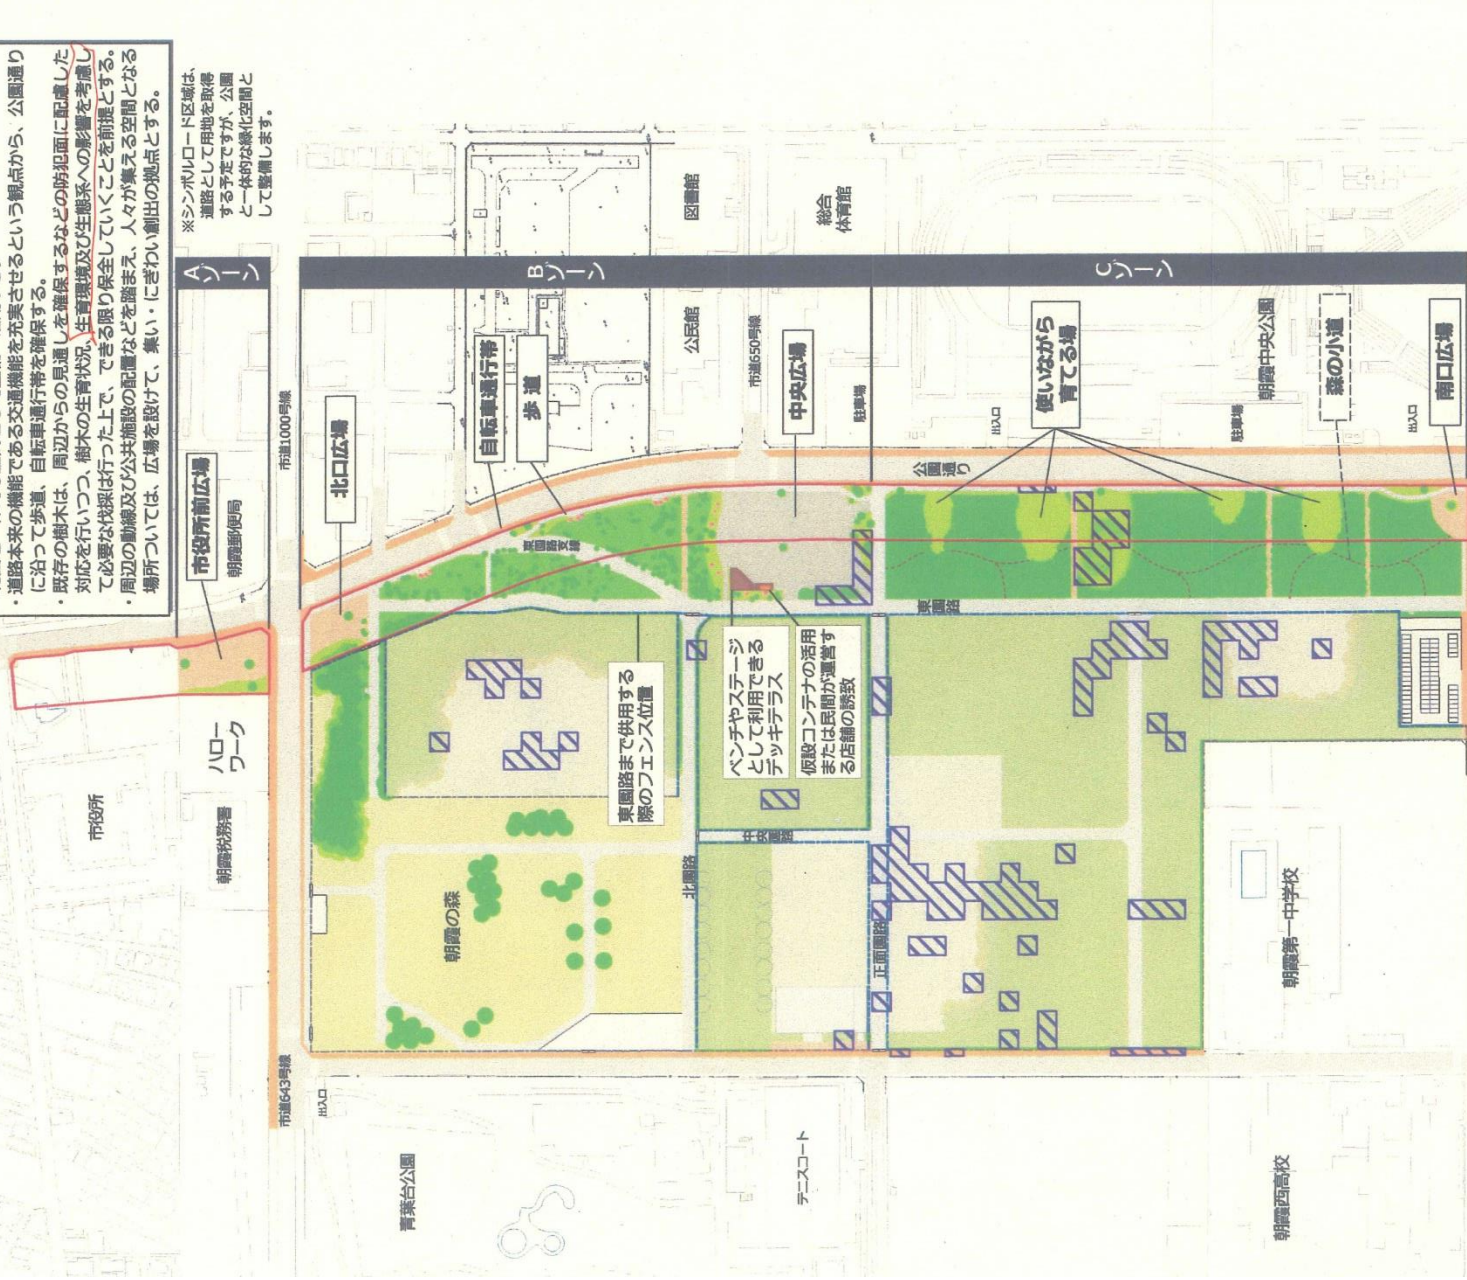 ・道路本来の機能である交通機能を充実させるという観点から、公園通り
に沿って歩道、自転車通行帯を確保する。
・既存の樹木は、周辺からの見通しを確保するなどの防犯面に配慮した
対応を行いつつ、樹木の生育状況、生育環境及び生態系への影響を考慮し
て必要な伐採は行った上で、できる限り保全していくことを前提とする。
・周辺の動線及び公共施設の配置などを踏まえ、人々が集える空間となる
場所ついては、広場を設けて、集い・にぎわい創出の拠点とする。
※シンボルロード区域は、
道路として用地を取得
する予定ですが、公園
と一体的な緑化空間と
して整備します。
Aゾーン
Bゾーン
Cゾーン
図書館
総合
体育館
公民館
市道1000号線
市道650号線
駐車場
出入口
駐車場
朝霞中央公園
出入口
市役所前広場
朝霞郵便局
北口広場
自転車通行帯
歩道
中央広場
使いながら
育てる場
森の小道
南口広場
公園通り
東園路支線
東園路
市役所
ハロー
ワーク
朝霞税務署
東園路まで供用する
際のフェンス位置
ベンチやステージ
として利用できる
デッキテラス
仮設コンテナの活用
または民間が運営す
る店舗の誘致
中央園路
北園路
正面園路
朝霞の森
朝霞第一中学校
市道643号線
出入口
青葉台公園
テニスコート
朝霞西高校